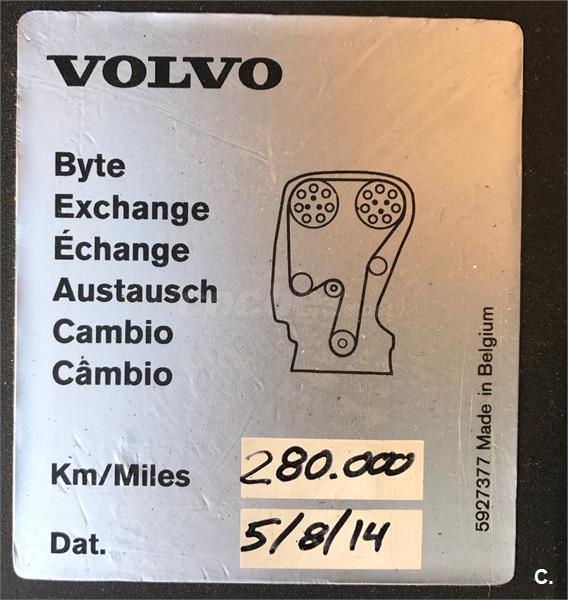 VOLVO
Byte
Exchange
Échange
Austausch
Cambio
Câmbio
Km/Miles 280.000
Dat. 5/8/14
5927377 Made in Belgium
C.